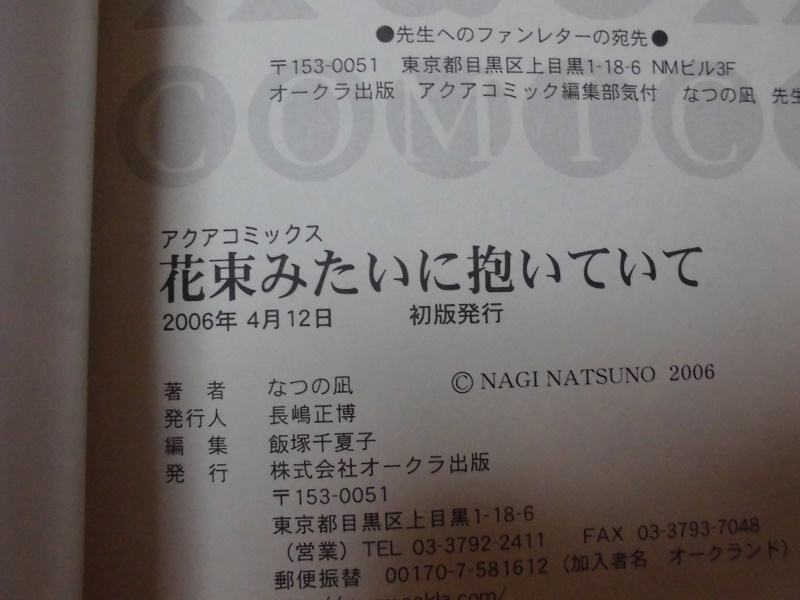 ●先生へのファンレターの宛先●
〒153-0051 東京都目黒区上目黒1-18-6 NMビル3F
オークラ出版 アクアコミック編集部気付 なつの凪 先生
COMIC
アクアコミックス
花束みたいに抱いていて
2006年 4月12日 初版発行
著 者 なつの凪 © NAGI NATSUNO 2006
発行人 長嶋正博
編 集 飯塚千夏子
発 行 株式会社オークラ出版
〒153-0051
東京都目黒区上目黒1-18-6
（営業）TEL 03-3792-2411 FAX 03-3793-7048
郵便振替 00170-7-581612（加入者名 オークランド）